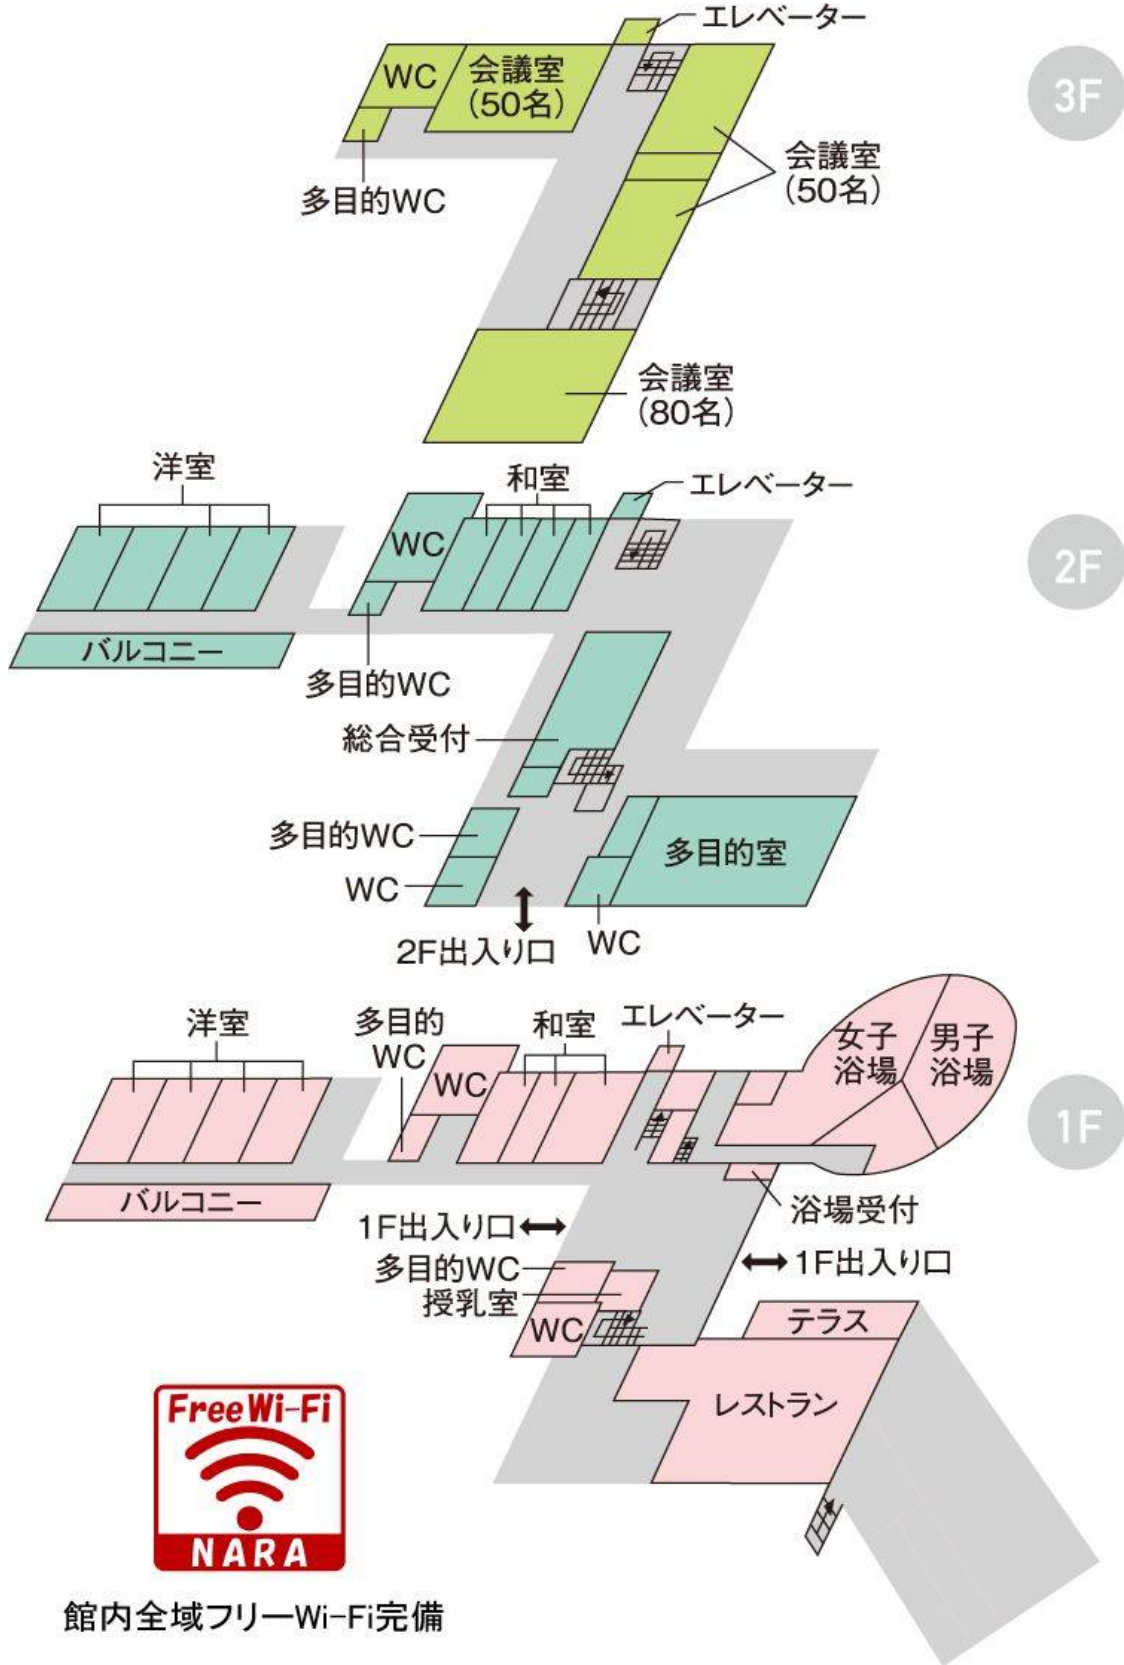 エレベーター
3F
WC
会議室
(50名)
会議室
(50名)
多目的WC
会議室
(80名)
洋室
和室
エレベーター
2F
WC
バルコニー
多目的WC
総合受付
多目的WC
多目的室
WC
WC
2F出入り口
洋室
多目的
WC
和室
エレベーター
女子
浴場
男子
浴場
WC
1F
バルコニー
浴場受付
1F出入り口
1F出入り口
多目的WC
授乳室
WC
テラス
レストラン
Free Wi-Fi
NARA
館内全域フリーWi-Fi完備